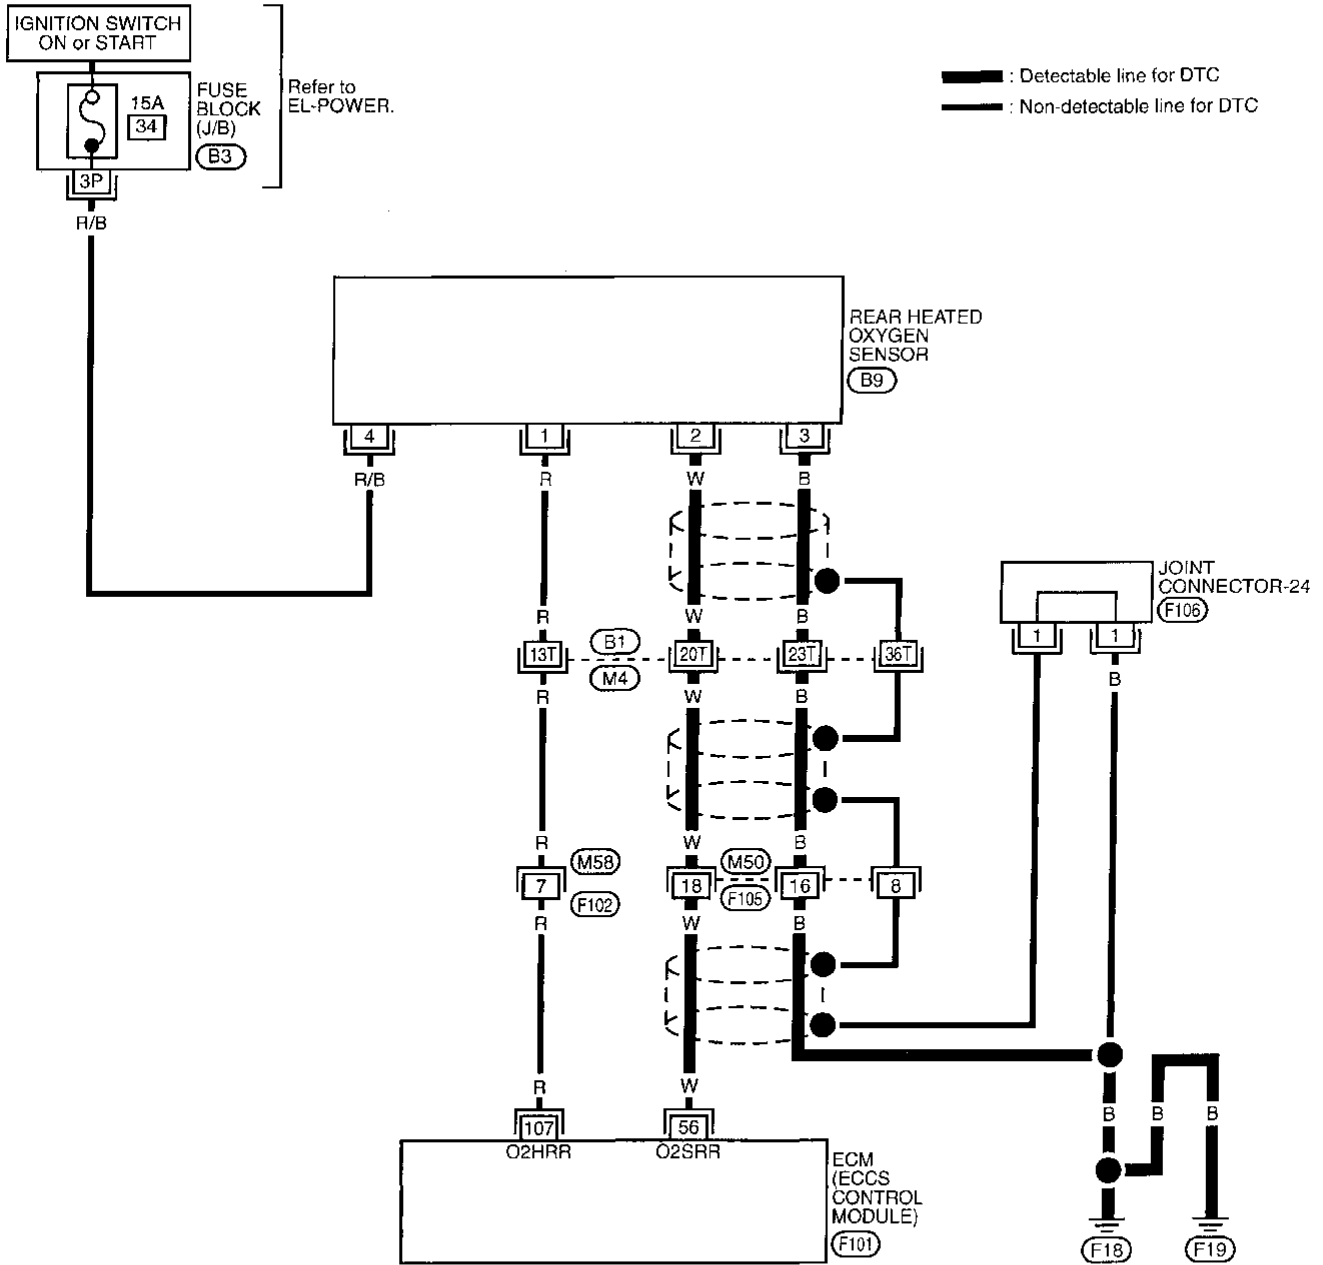 IGNITION SWITCH
ON or START
FUSE
BLOCK
(J/B)
B3
15A
34
3P
Refer to
EL-POWER.
: Detectable line for DTC
: Non-detectable line for DTC
R/B
REAR HEATED
OXYGEN
SENSOR
B9
4 1 2 3
R/B R W B
JOINT
CONNECTOR-24
F106
1 1
B
R W B
13T B1 20T 23T 36T
M4
R W B
R W B
7 M58 18 M50 16 8
F102 F105
R W B
R W
107 56
O2HRR O2SRR
ECM
(ECCS
CONTROL
MODULE)
F101
B B B
F18 F19